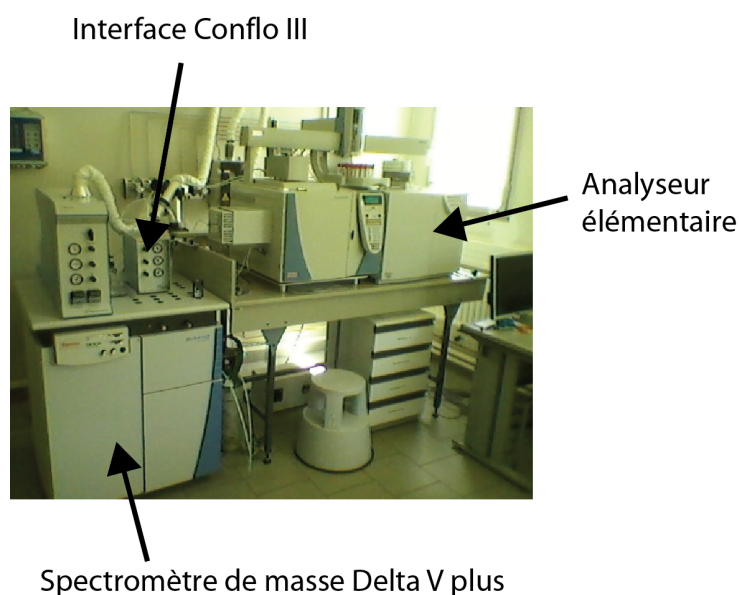 Interface Conflo III
Analyseur
élémentaire
Spectromètre de masse Delta V plus